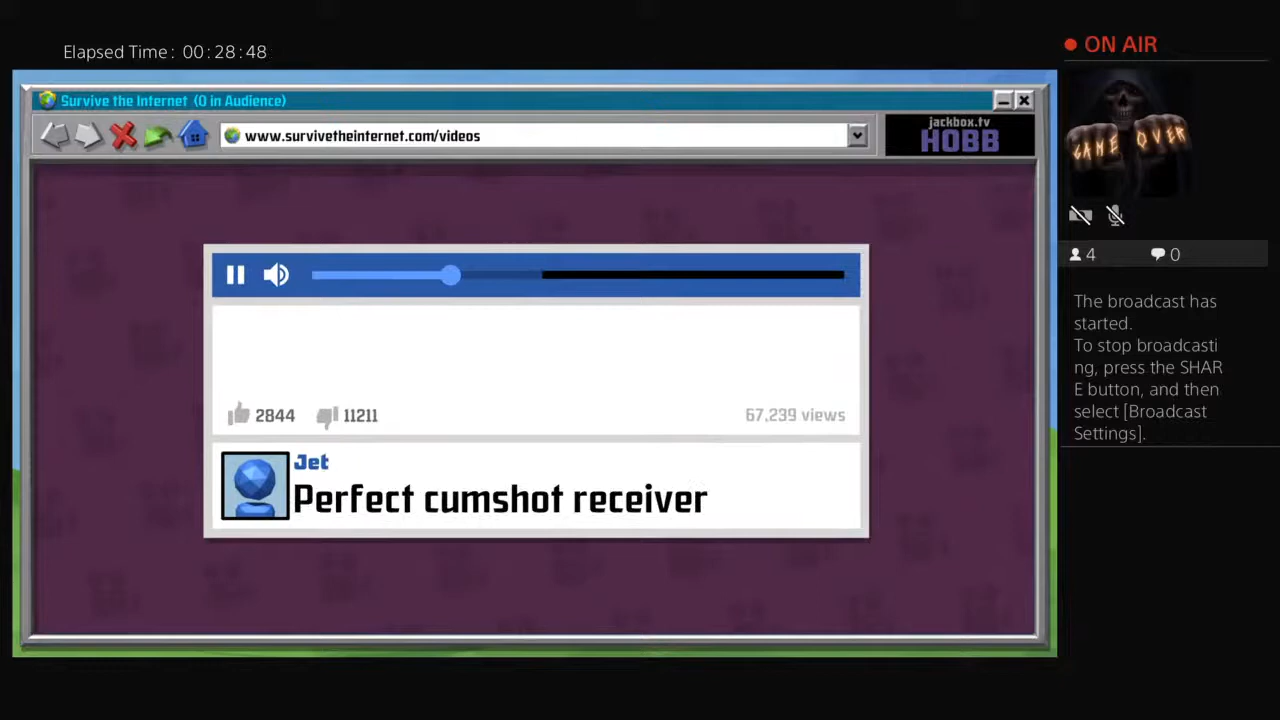 Elapsed Time: 00:28:48
ON AIR
Survive the Internet (0 in Audience)
www.survivetheinternet.com/videos
jackbox.tv
HOBB
GAME OVER
4
0
The broadcast has
started.
To stop broadcasti
ng, press the SHAR
E button, and then
select [Broadcast
Settings].
2844
11211
67,239 views
Jet
Perfect cumshot receiver